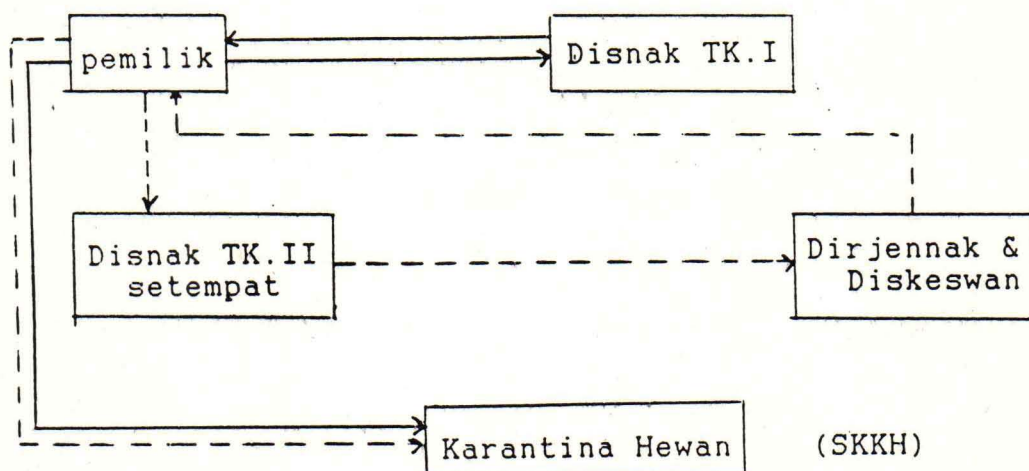 pemilik
Disnak TK.I
Disnak TK.II
setempat
Dirjennak &
Diskeswan
Karantina Hewan
(SKKH)